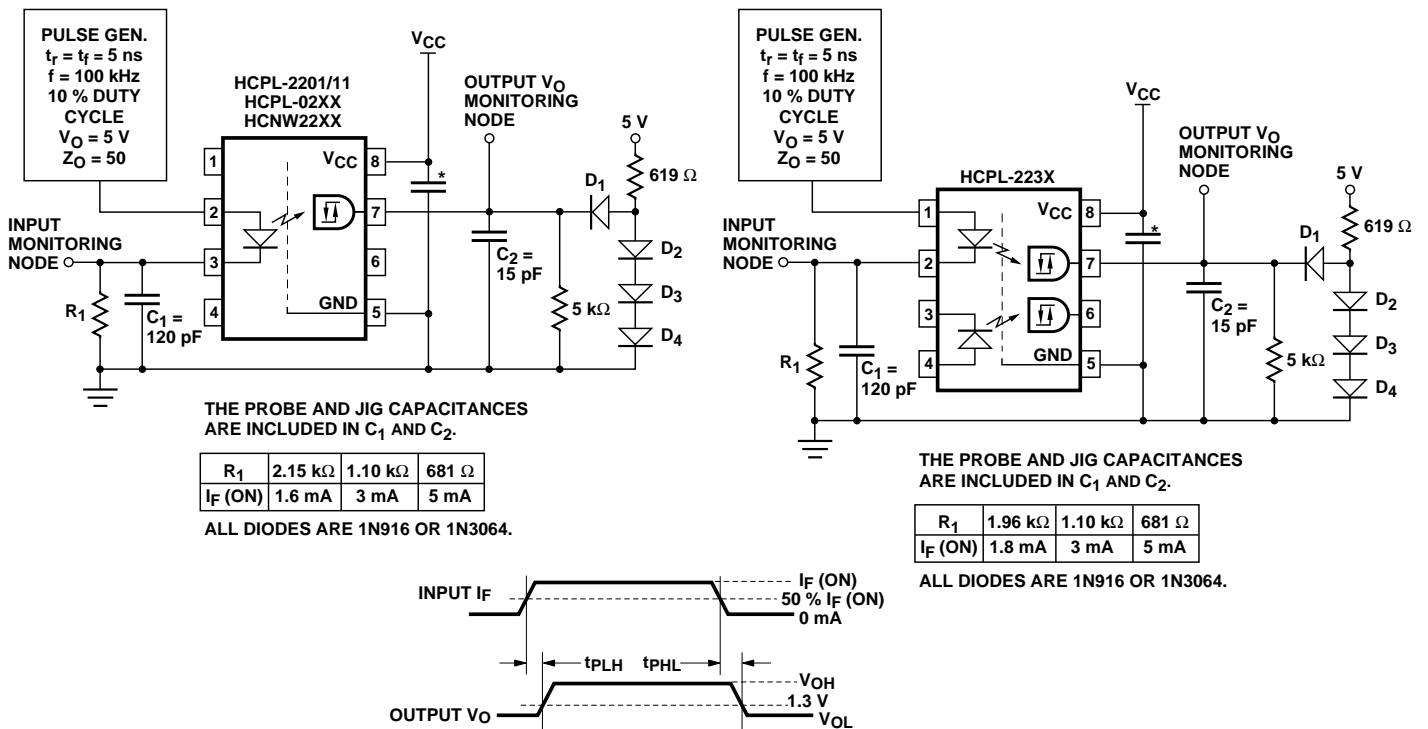 PULSE GEN.
tr = tf = 5 ns
f = 100 kHz
10 % DUTY
CYCLE
VO = 5 V
ZO = 50
HCPL-2201/11
HCPL-02XX
HCNW22XX
VCC
OUTPUT VO
MONITORING
NODE
5 V
619 Ω
D1
D2
D3
D4
INPUT
MONITORING
NODE
1
2
3
4
VCC
8
7
6
GND
5
*
C2 =
15 pF
5 kΩ
R1
C1 =
120 pF
THE PROBE AND JIG CAPACITANCES
ARE INCLUDED IN C1 AND C2.
R1 2.15 kΩ 1.10 kΩ 681 Ω
IF (ON) 1.6 mA 3 mA 5 mA
ALL DIODES ARE 1N916 OR 1N3064.
PULSE GEN.
tr = tf = 5 ns
f = 100 kHz
10 % DUTY
CYCLE
VO = 5 V
ZO = 50
HCPL-223X
VCC
OUTPUT VO
MONITORING
NODE
5 V
619 Ω
D1
D2
D3
D4
INPUT
MONITORING
NODE
1
2
3
4
VCC
8
7
6
GND
5
*
C2 =
15 pF
5 kΩ
R1
C1 =
120 pF
THE PROBE AND JIG CAPACITANCES
ARE INCLUDED IN C1 AND C2.
R1 1.96 kΩ 1.10 kΩ 681 Ω
IF (ON) 1.8 mA 3 mA 5 mA
ALL DIODES ARE 1N916 OR 1N3064.
INPUT IF
IF (ON)
50 % IF (ON)
0 mA
tPLH tPHL
OUTPUT VO
VOH
1.3 V
VOL